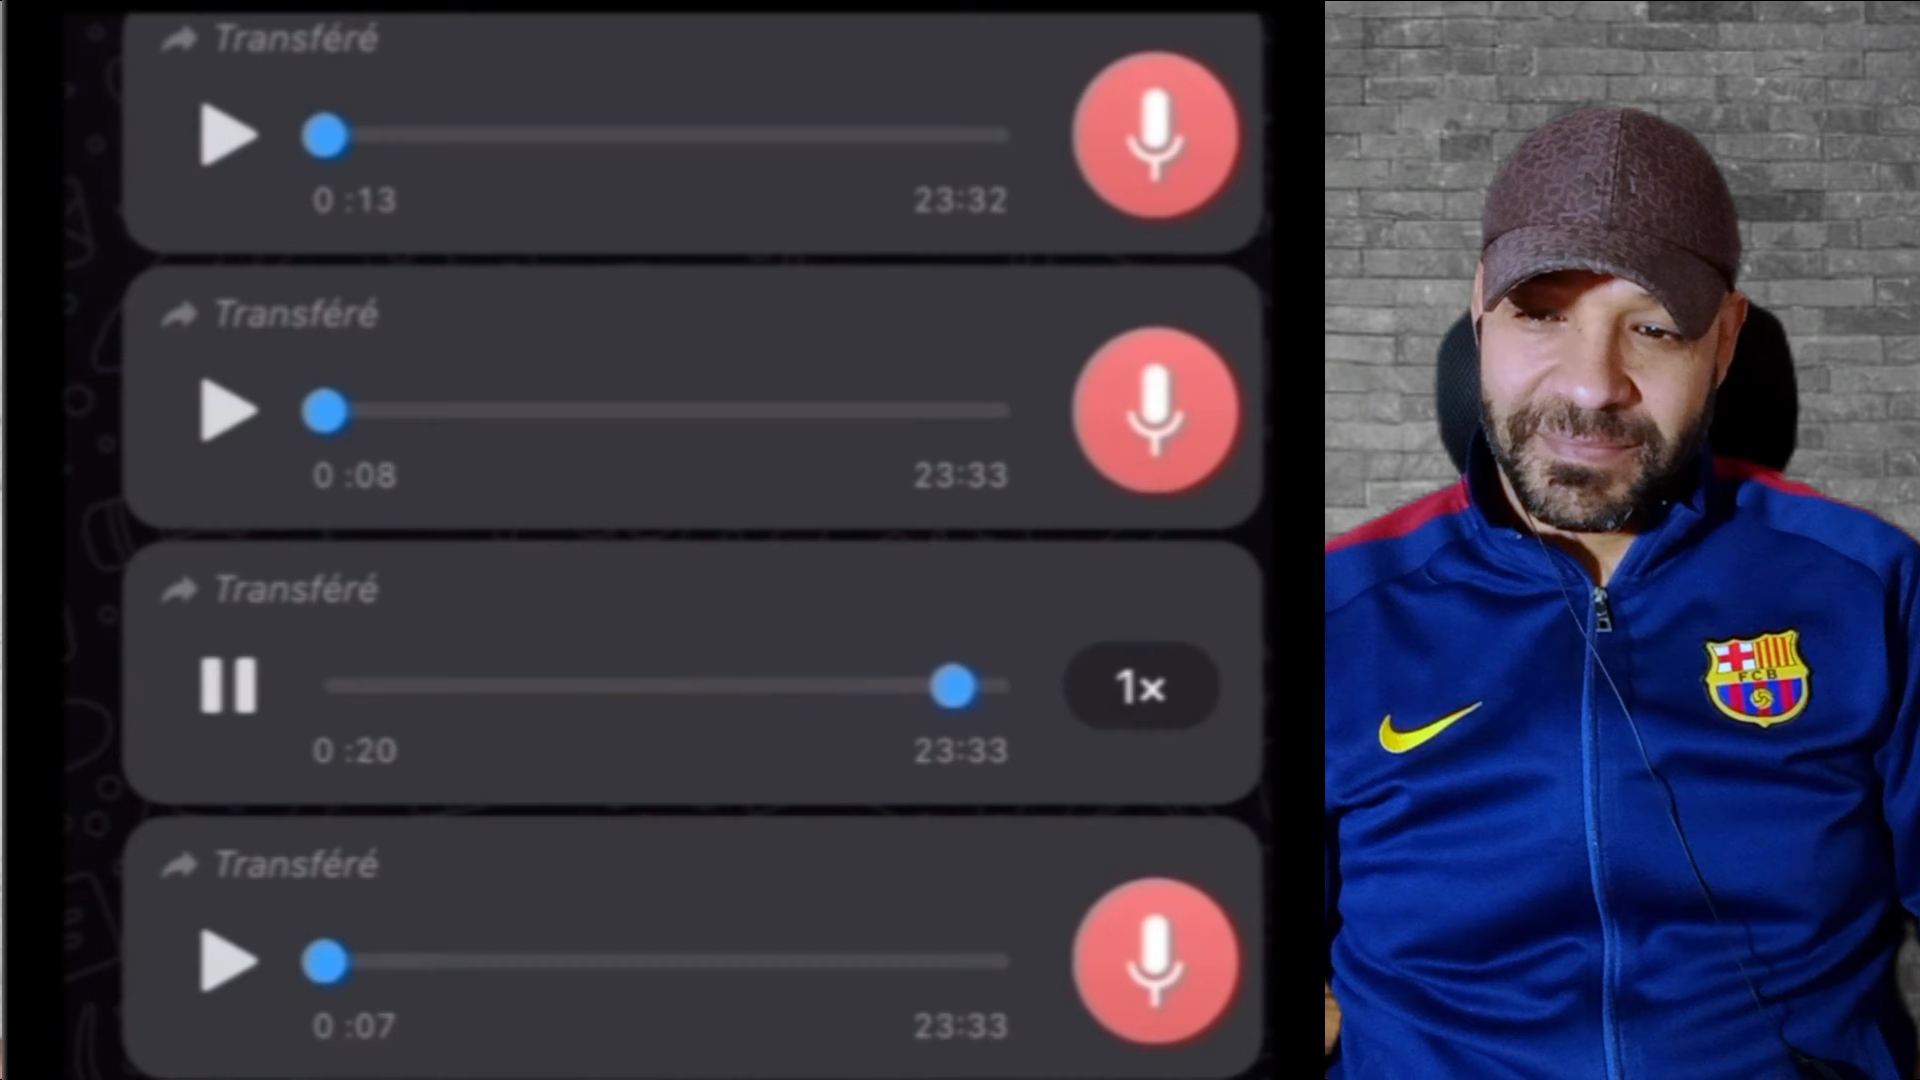 Transféré
0 :13 23:32
Transféré
0 :08 23:33
Transféré
1×
0 :20 23:33
Transféré
0 :07 23:33
FCB